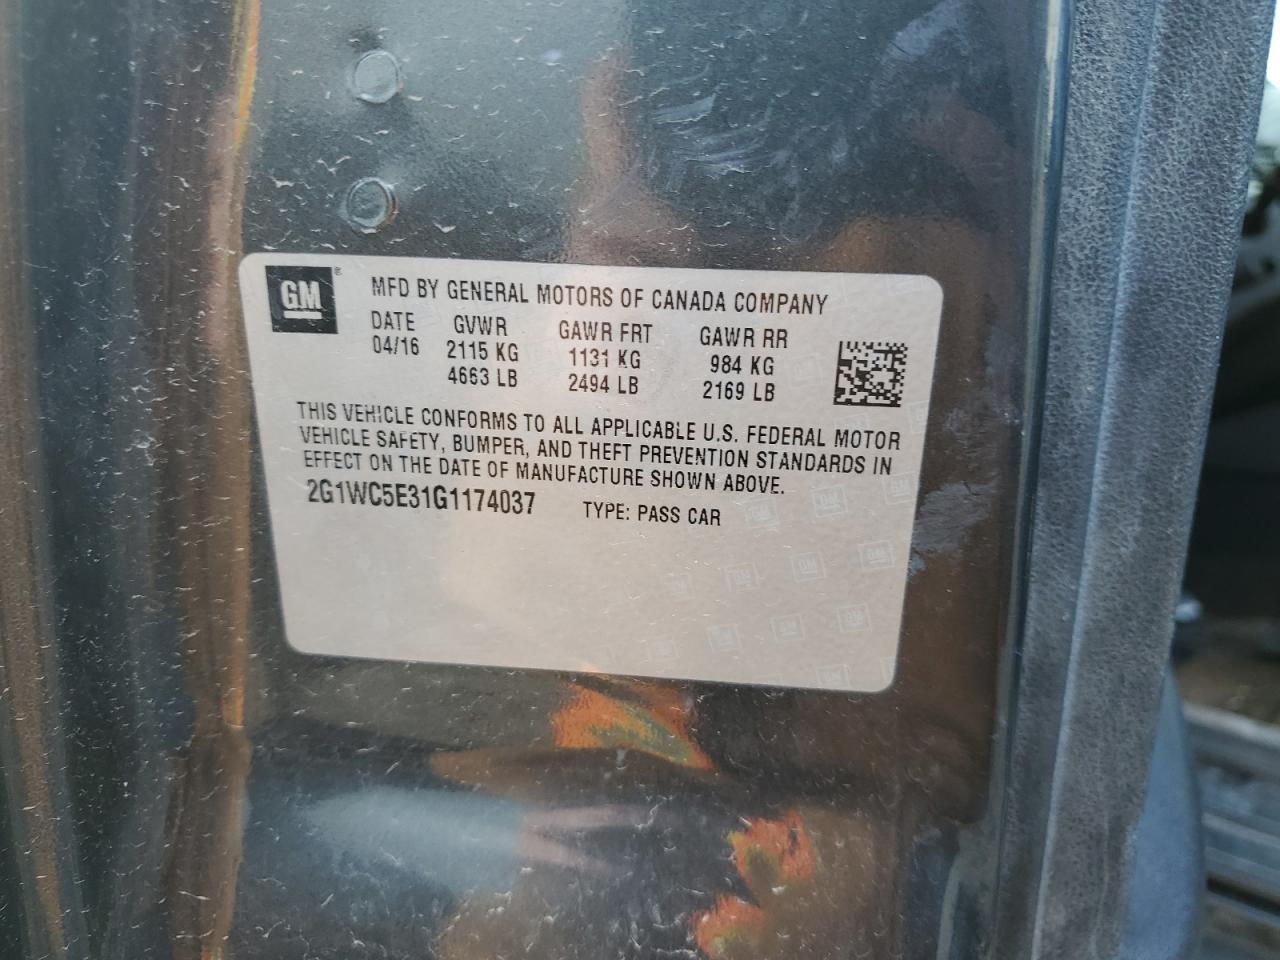 GM®
MFD BY GENERAL MOTORS OF CANADA COMPANY
DATE GVWR GAWR FRT GAWR RR
04/16 2115 KG 1131 KG 984 KG
4663 LB 2494 LB 2169 LB
THIS VEHICLE CONFORMS TO ALL APPLICABLE U.S. FEDERAL MOTOR
VEHICLE SAFETY, BUMPER, AND THEFT PREVENTION STANDARDS IN
EFFECT ON THE DATE OF MANUFACTURE SHOWN ABOVE.
2G1WC5E31G1174037 TYPE: PASS CAR